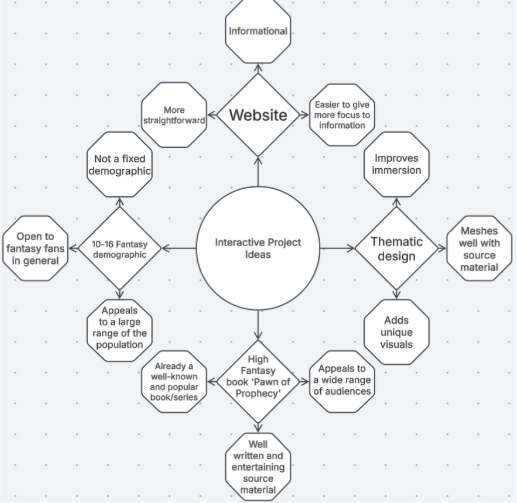 Informational
More
straightforward
Website
Easier to give
more focus to
information
Not a fixed
demographic
Improves
immersion
Open to
fantasy fans
in general
10-16 Fantasy
demographic
Interactive Project
Ideas
Thematic
design
Meshes
well with
source
material
Appeals
to a large
range of the
population
Adds
unique
visuals
Already a
well-known
and popular
book/series
High
Fantasy
book 'Pawn of
Prophecy'
Appeals to
a wide range
of audiences
Well
written and
entertaining
source
material